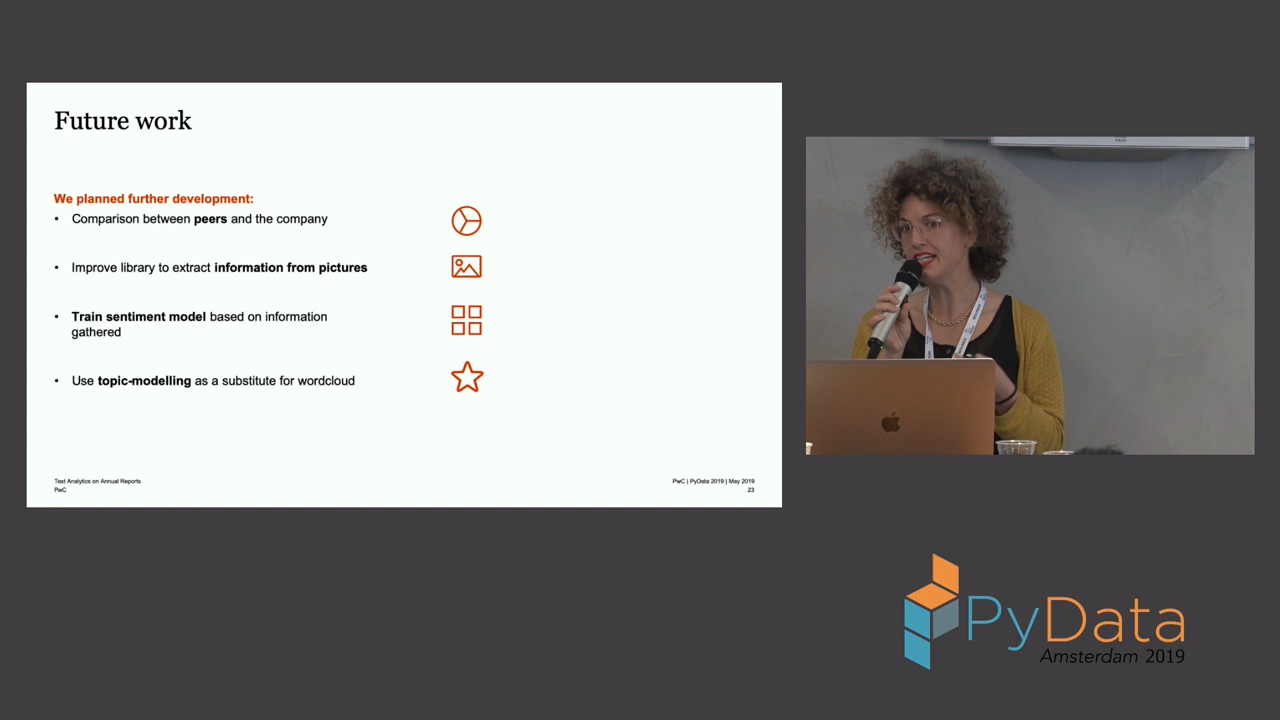 Future work
We planned further development:
• Comparison between peers and the company
• Improve library to extract information from pictures
• Train sentiment model based on information
gathered
• Use topic-modelling as a substitute for wordcloud
Text Analytics on Annual Reports
PwC
PwC | PyData 2019 | May 2019
23
PyData
Amsterdam 2019